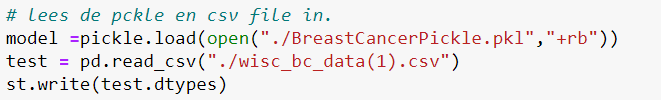 # lees de pckle en csv file in.
model =pickle.load(open("./BreastCancerPickle.pkl","+rb"))
test = pd.read_csv("./wisc_bc_data(1).csv")
st.write(test.dtypes)